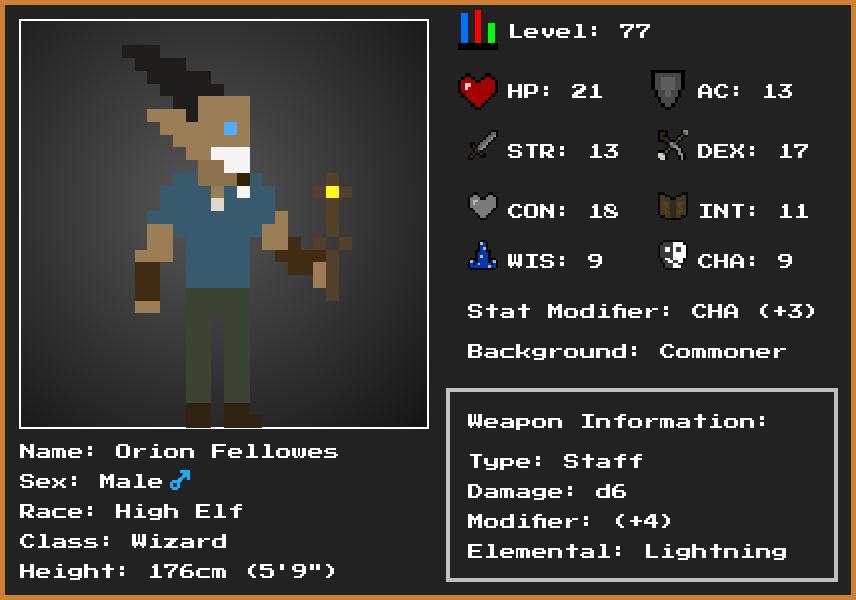 Level: 77
HP: 21
AC: 13
STR: 13
DEX: 17
CON: 18
INT: 11
WIS: 9
CHA: 9
Stat Modifier: CHA (+3)
Background: Commoner
Weapon Information:
Type: Staff
Damage: d6
Modifier: (+4)
Elemental: Lightning
Name: Orion Fellowes
Sex: Male♂
Race: High Elf
Class: Wizard
Height: 176cm (5'9")